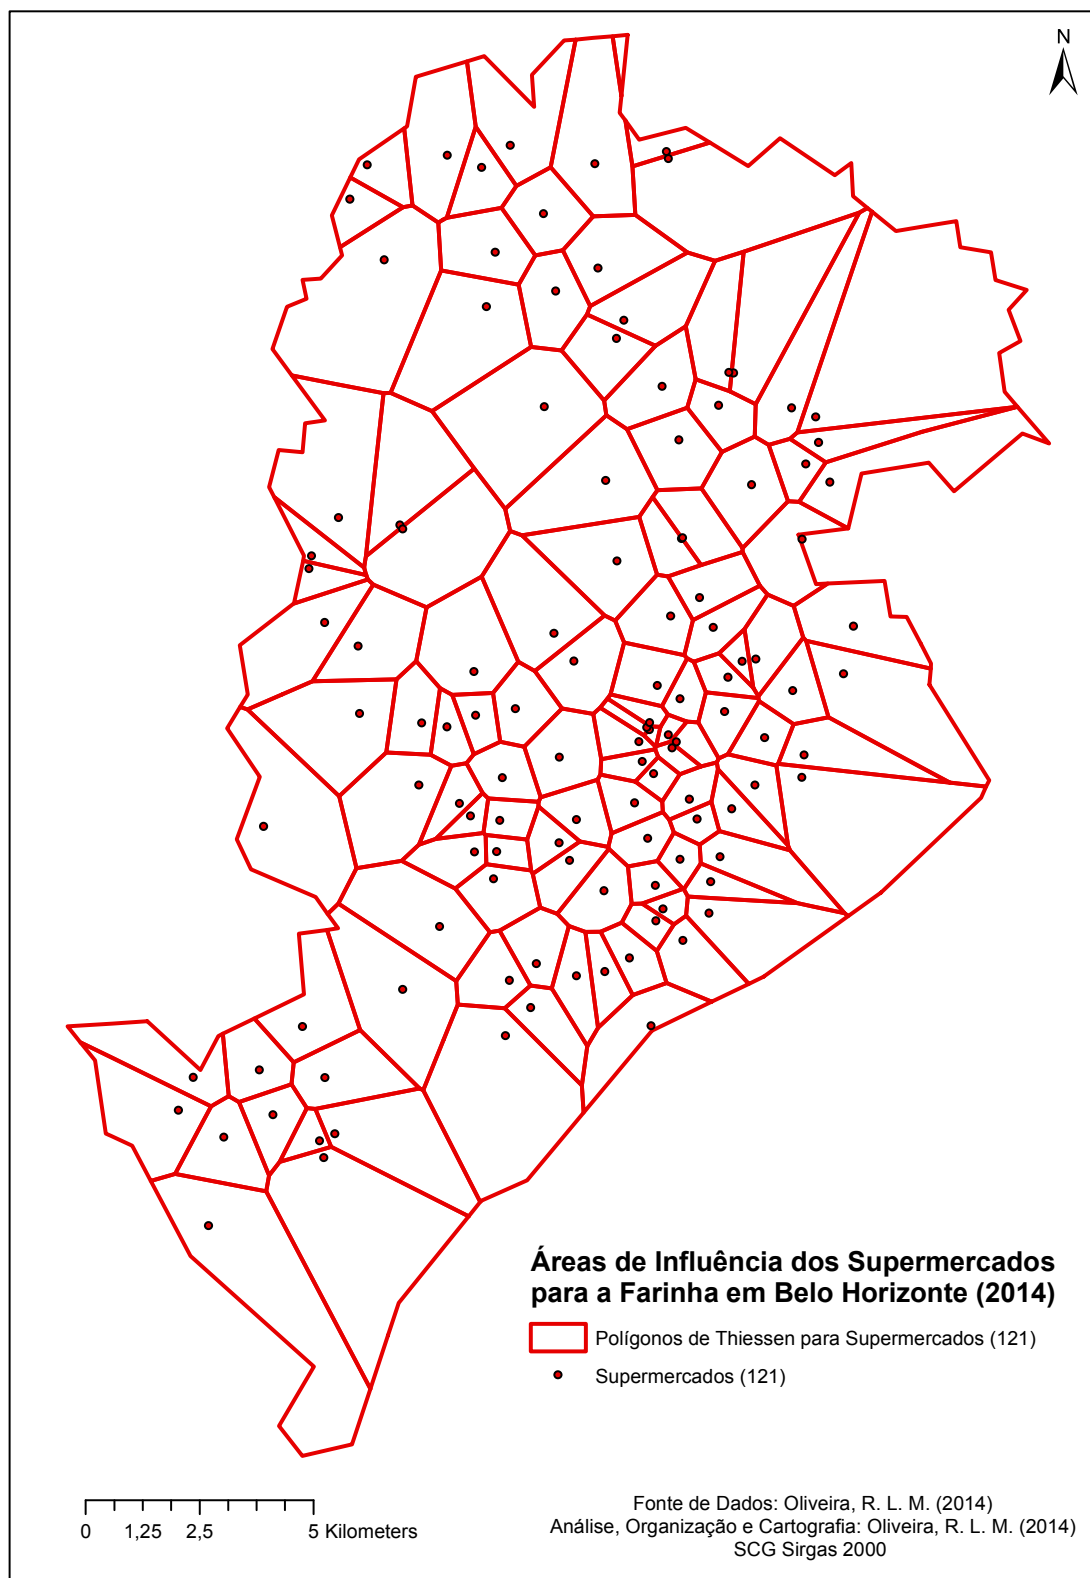 N
Áreas de Influência dos Supermercados
para a Farinha em Belo Horizonte (2014)
Polígonos de Thiessen para Supermercados (121)
Supermercados (121)
0 1,25 2,5 5 Kilometers
Fonte de Dados: Oliveira, R. L. M. (2014)
Análise, Organização e Cartografia: Oliveira, R. L. M. (2014)
SCG Sirgas 2000